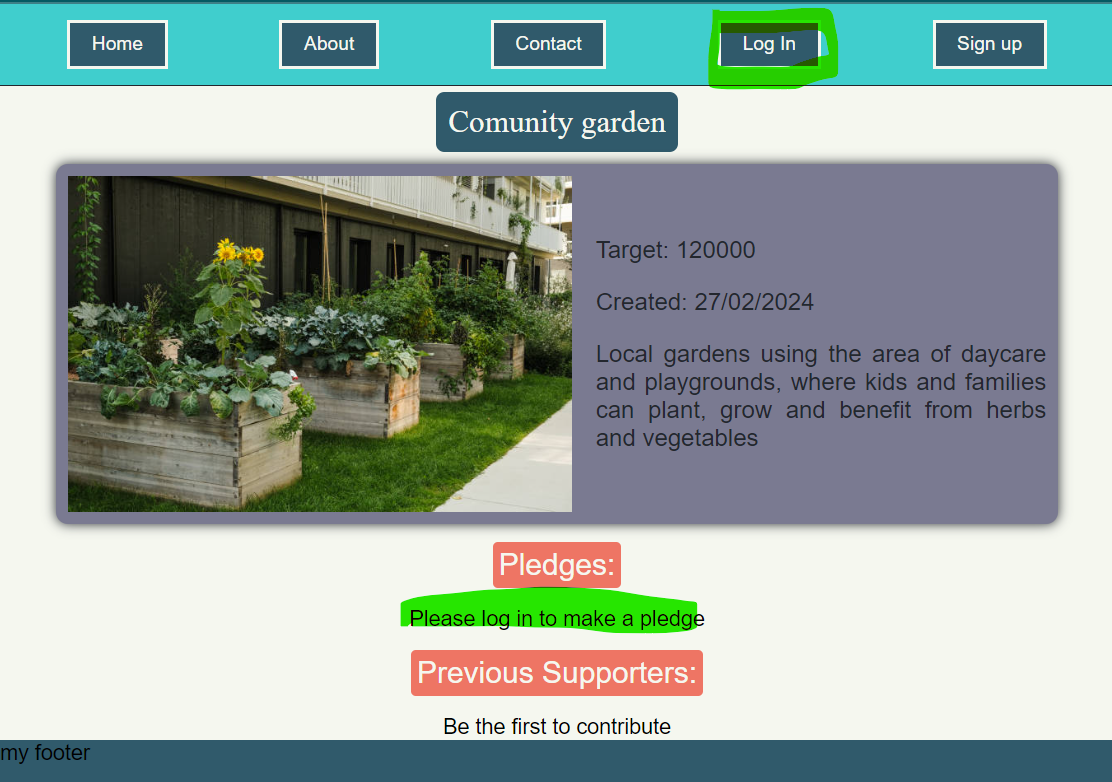 Home About Contact Log In Sign up
Comunity garden
Target: 120000
Created: 27/02/2024
Local gardens using the area of daycare
and playgrounds, where kids and families
can plant, grow and benefit from herbs
and vegetables
Pledges:
Please log in to make a pledge
Previous Supporters:
Be the first to contribute
my footer